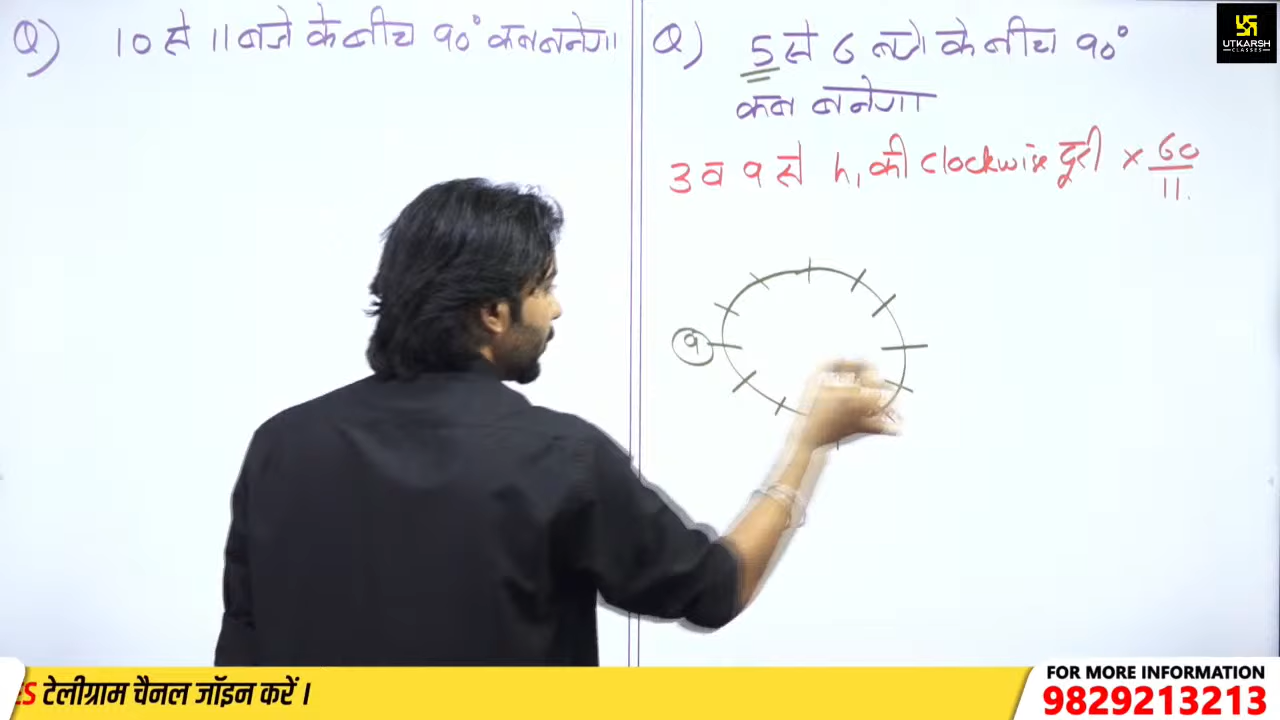 Q) 10 से 11 बजे के बीच 90° कब बनेगा
Q) 5 से 6 बजे के बीच 90°
कब बनेगा
3 व 9 से h, की clockwise दूरी × 60/11
9
UTKARSH
CLASSES
ES टेलीग्राम चैनल जॉइन करें ।
FOR MORE INFORMATION
9829213213